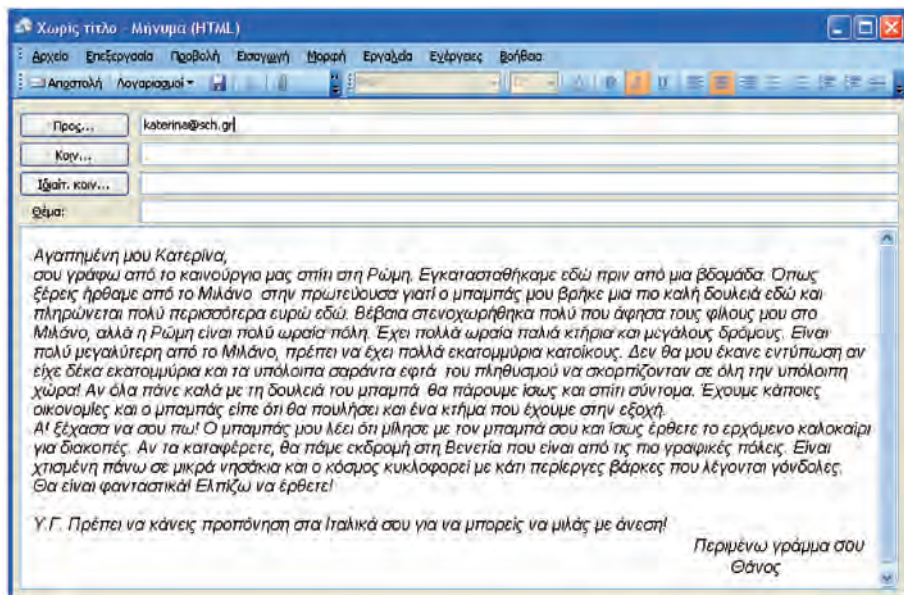 Χωρίς τίτλο - Μήνυμα (HTML)
Αρχείο Επεξεργασία Προβολή Εισαγωγή Μορφή Εργαλεία Ενέργειες Βοήθεια
Αποστολή Λογαριασμοί
Προς... katerina@sch.gr
Κοιν...
Ιδιαίτ. κοιν...
Θέμα:
Αγαπημένη μου Κατερίνα,
σου γράφω από το καινούργιο μας σπίτι στη Ρώμη. Εγκατασταθήκαμε εδώ πριν από μια βδομάδα. Όπως
ξέρεις ήρθαμε από το Μιλάνο στην πρωτεύουσα γιατί ο μπαμπάς μου βρήκε μια πιο καλή δουλειά εδώ και
πληρώνεται πολύ περισσότερα ευρώ εδώ. Βέβαια στενοχωρήθηκα πολύ που άφησα τους φίλους μου στο
Μιλάνο, αλλά η Ρώμη είναι πολύ ωραία πόλη. Έχει πολλά ωραία παλιά κτήρια και μεγάλους δρόμους. Είναι
πολύ μεγαλύτερη από το Μιλάνο, πρέπει να έχει πολλά εκατομμύρια κατοίκους. Δεν θα μου έκανε εντύπωση αν
είχε δέκα εκατομμύρια και τα υπόλοιπα σαράντα εφτά του πληθυσμού να σκορπίζονταν σε όλη την υπόλοιπη
χώρα! Αν όλα πάνε καλά με τη δουλειά του μπαμπά θα πάρουμε ίσως και σπίτι σύντομα. Έχουμε κάποιες
οικονομίες και ο μπαμπάς είπε ότι θα πουλήσει και ένα κτήμα που έχουμε στην εξοχή.
Α! ξέχασα να σου πω! Ο μπαμπάς μου λέει ότι μίλησε με τον μπαμπά σου και ίσως έρθετε το ερχόμενο καλοκαίρι
για διακοπές. Αν τα καταφέρετε, θα πάμε εκδρομή στη Βενετία που είναι από τις πιο γραφικές πόλεις. Είναι
χτισμένη πάνω σε μικρά νησάκια και ο κόσμος κυκλοφορεί με κάτι περίεργες βάρκες που λέγονται γόνδολες.
Θα είναι φανταστικά! Ελπίζω να έρθετε!
Υ.Γ. Πρέπει να κάνεις προπόνηση στα Ιταλικά σου για να μπορείς να μιλάς με άνεση!
Περιμένω γράμμα σου
Θάνος